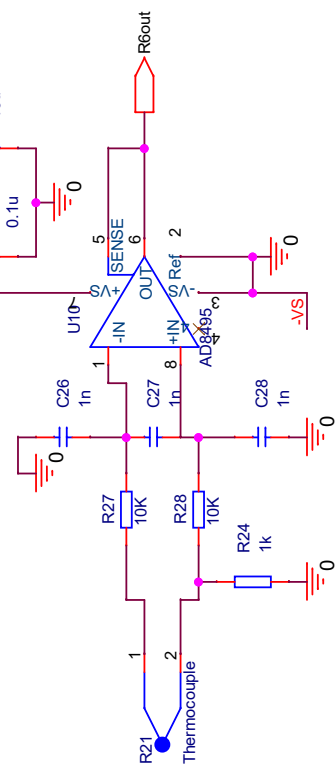 R6out
0.1u
0
5
SENSE
6
OUT
2
Ref
0
7
+VS
U10
-VS
3
-VS
-IN
+IN
4
AD8495
1
8
C26
1n
C27
1n
C28
1n
0
0
R27
10K
R28
10K
R24
1k
0
1
2
R21
Thermocouple